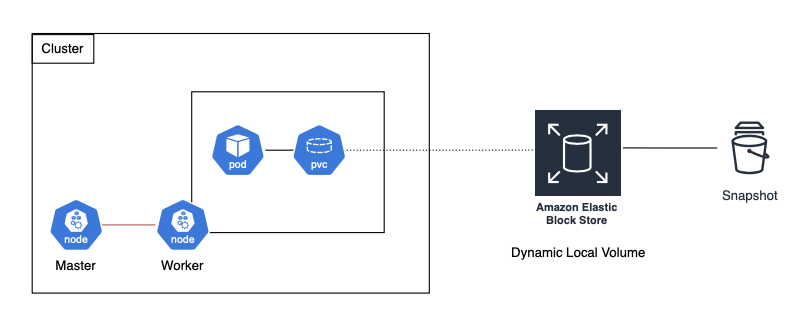 Cluster
pod
pvc
node
node
Master
Worker
Amazon Elastic
Block Store
Dynamic Local Volume
Snapshot